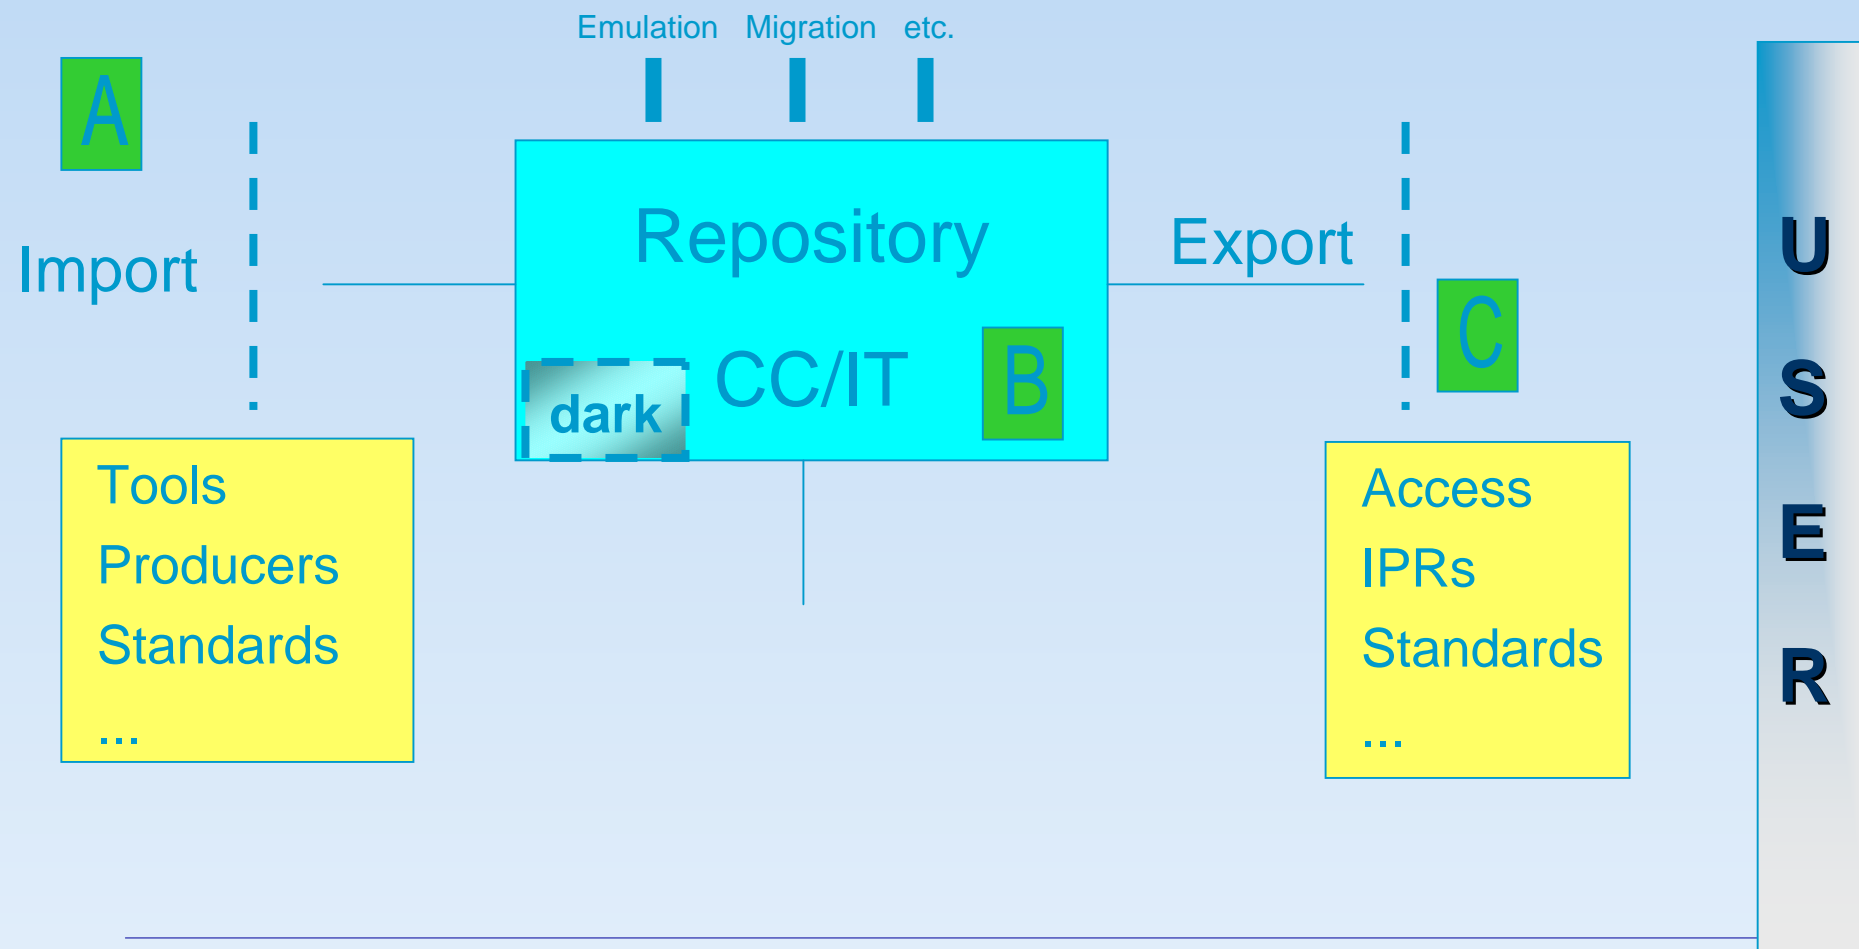 Emulation Migration etc.
A
Import
Repository
CC/IT
dark
B
Export
C
Tools
Producers
Standards
...
Access
IPRs
Standards
...
U
S
E
R